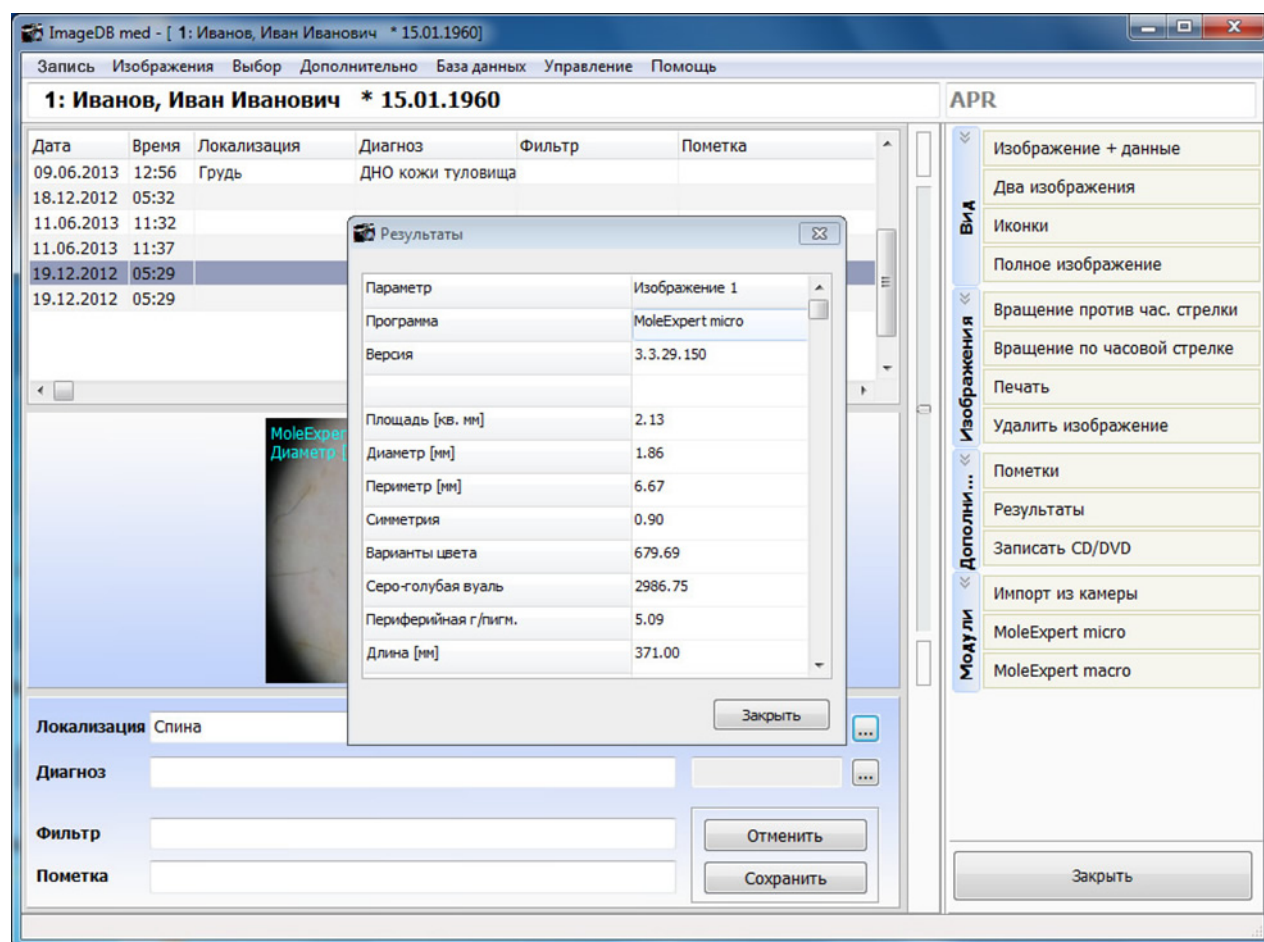 ImageDB med - [ 1: Иванов, Иван Иванович * 15.01.1960]
Запись Изображения Выбор Дополнительно База данных Управление Помощь
1: Иванов, Иван Иванович * 15.01.1960
APR
Дата Время Локализация Диагноз Фильтр Пометка
09.06.2013 12:56 Грудь ДНО кожи туловища
18.12.2012 05:32
11.06.2013 11:32
11.06.2013 11:37
19.12.2012 05:29
19.12.2012 05:29
MoleExper
Диаметр [
Результаты
Параметр Изображение 1
Программа MoleExpert micro
Версия 3.3.29.150
Площадь [кв. мм] 2.13
Диаметр [мм] 1.86
Периметр [мм] 6.67
Симметрия 0.90
Варианты цвета 679.69
Серо-голубая вуаль 2986.75
Периферийная г/пигм. 5.09
Длина [мм] 371.00
Закрыть
Локализация Спина ...
Диагноз ...
Фильтр
Пометка
Отменить
Сохранить
Вид
Изображение + данные
Два изображения
Иконки
Полное изображение
Изображения
Вращение против час. стрелки
Вращение по часовой стрелке
Печать
Удалить изображение
Дополни...
Пометки
Результаты
Записать CD/DVD
Модули
Импорт из камеры
MoleExpert micro
MoleExpert macro
Закрыть